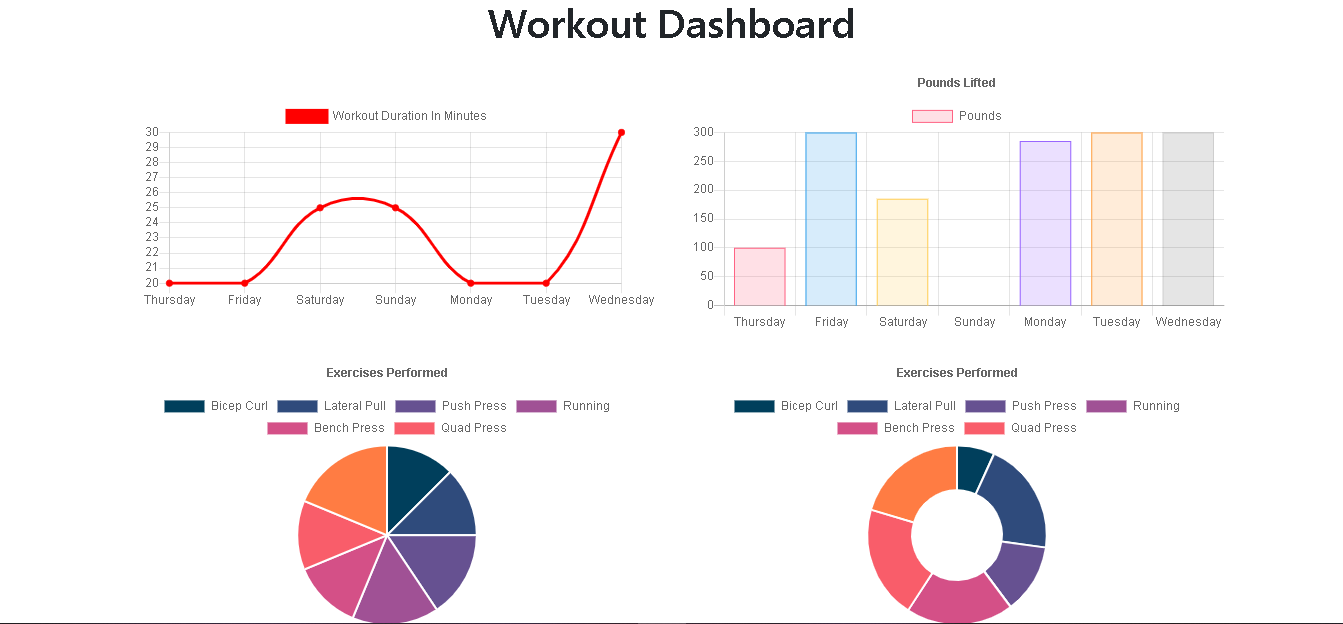 Workout Dashboard
Workout Duration In Minutes
30
29
28
27
26
25
24
23
22
21
20
Thursday Friday Saturday Sunday Monday Tuesday Wednesday
Pounds Lifted
Pounds
300
250
200
150
100
50
0
Thursday Friday Saturday Sunday Monday Tuesday Wednesday
Exercises Performed
Bicep Curl Lateral Pull Push Press Running
Bench Press Quad Press
Exercises Performed
Bicep Curl Lateral Pull Push Press Running
Bench Press Quad Press